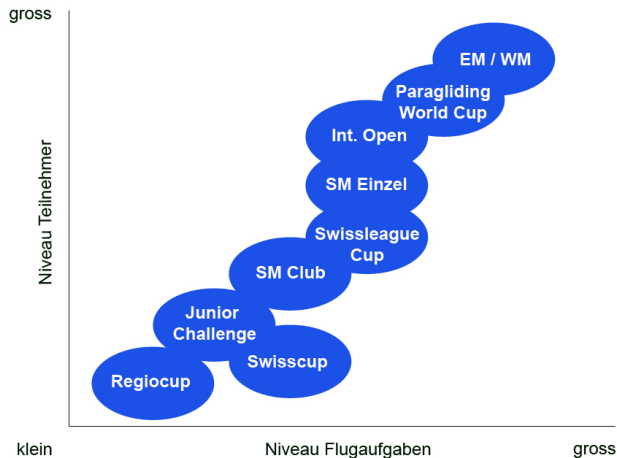 gross
EM / WM
Paragliding
World Cup
Int. Open
SM Einzel
Swissleague
Cup
SM Club
Junior
Challenge
Swisscup
Regiocup
Niveau Teilnehmer
klein
Niveau Flugaufgaben
gross